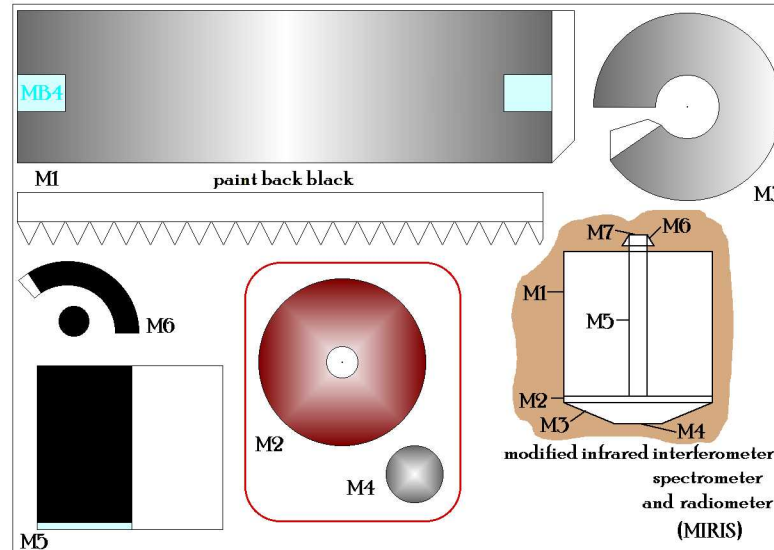 MB4
M1
paint back black
M3
M7
M6
M1
M5
M2
M3
M4
M6
M2
M4
M5
modified infrared interferometer
spectrometer
and radiometer
(MIRIS)